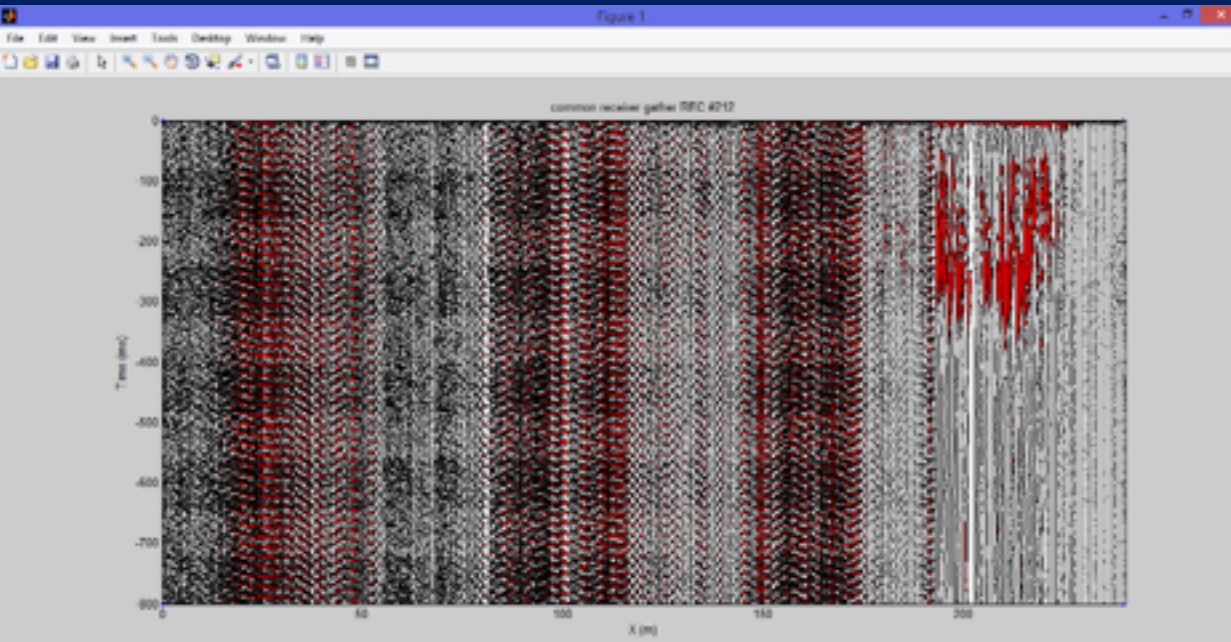 Figure 1
File Edit View Insert Tools Desktop Window Help
common receiver gather REC #212
0
-100
-200
-300
-400
-500
-600
-700
-800
Time (ms)
0 50 100 150 200
X (m)